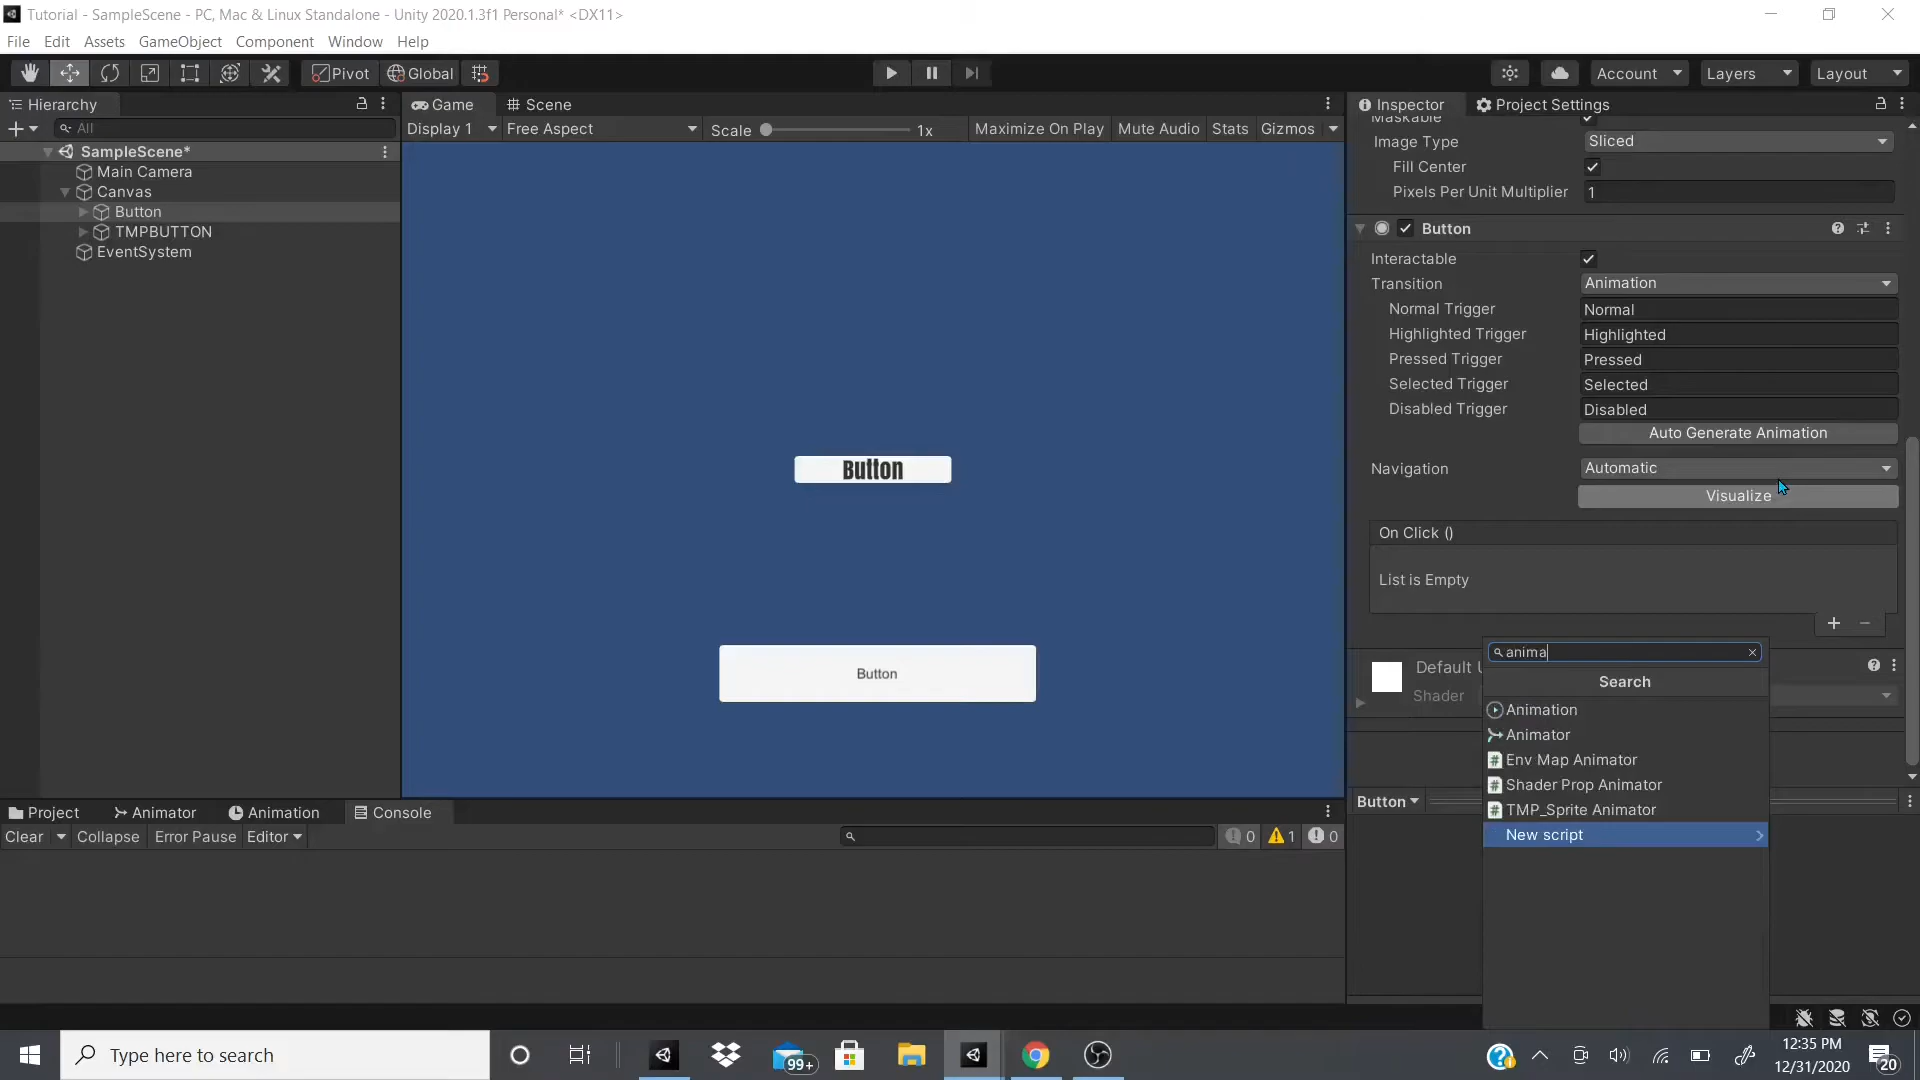 Tutorial - SampleScene - PC, Mac & Linux Standalone - Unity 2020.1.3f1 Personal* <DX11>
File Edit Assets GameObject Component Window Help
Pivot Global Account Layers Layout
Hierarchy
All
SampleScene*
Main Camera
Canvas
Button
TMPBUTTON
EventSystem
Game Scene
Display 1 Free Aspect Scale 1x Maximize On Play Mute Audio Stats Gizmos
Button
Button
Inspector Project Settings
Maskable
Image Type Sliced
Fill Center
Pixels Per Unit Multiplier 1
Button
Interactable
Transition Animation
Normal Trigger Normal
Highlighted Trigger Highlighted
Pressed Trigger Pressed
Selected Trigger Selected
Disabled Trigger Disabled
Auto Generate Animation
Navigation Automatic
Visualize
On Click ()
List is Empty
Default U
Shader
anima
Search
Animation
Animator
Env Map Animator
Shader Prop Animator
TMP_Sprite Animator
New script
Button
Project Animator Animation Console
Clear Collapse Error Pause Editor 0 1 0
Type here to search
99+
12:35 PM
12/31/2020
20